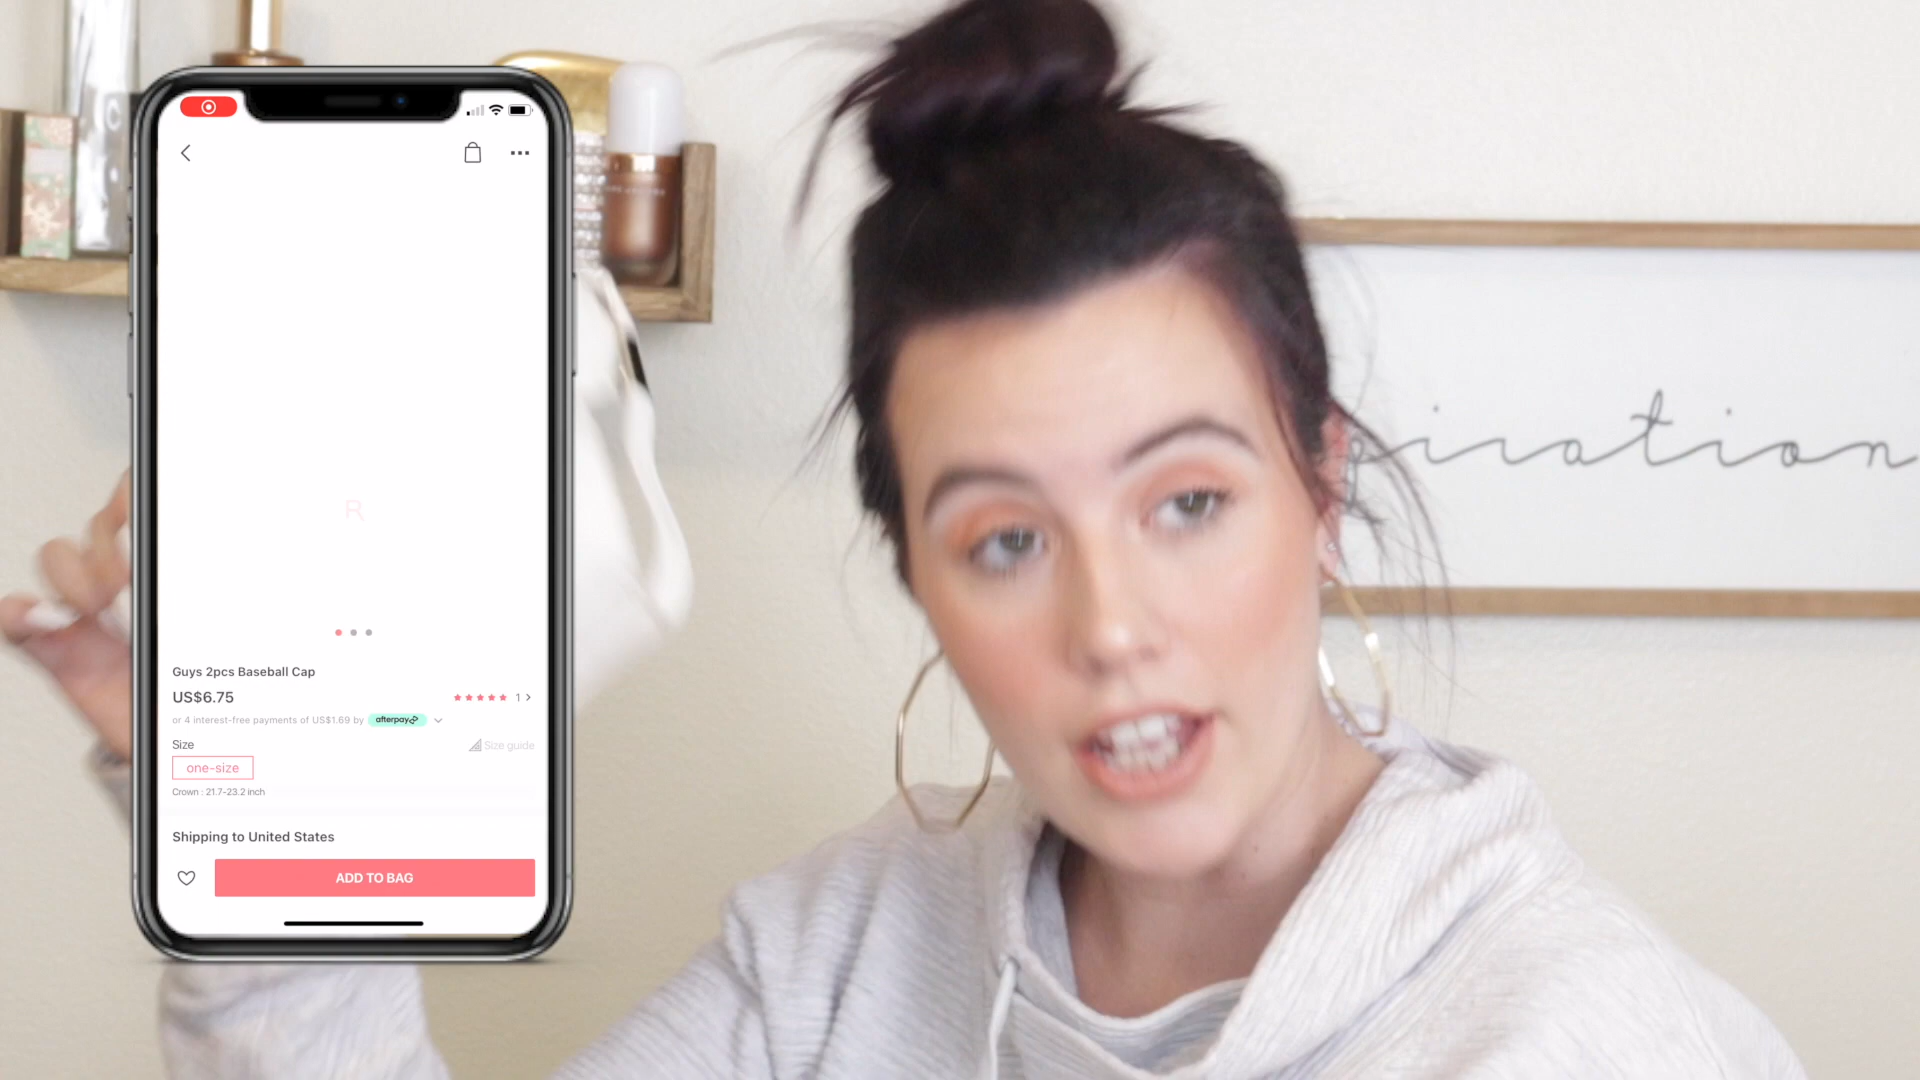 R
Guys 2pcs Baseball Cap
US$6.75
1
or 4 interest-free payments of US$1.69 by afterpay
Size
Size guide
one-size
Crown : 21.7-23.2 inch
Shipping to United States
ADD TO BAG
piration